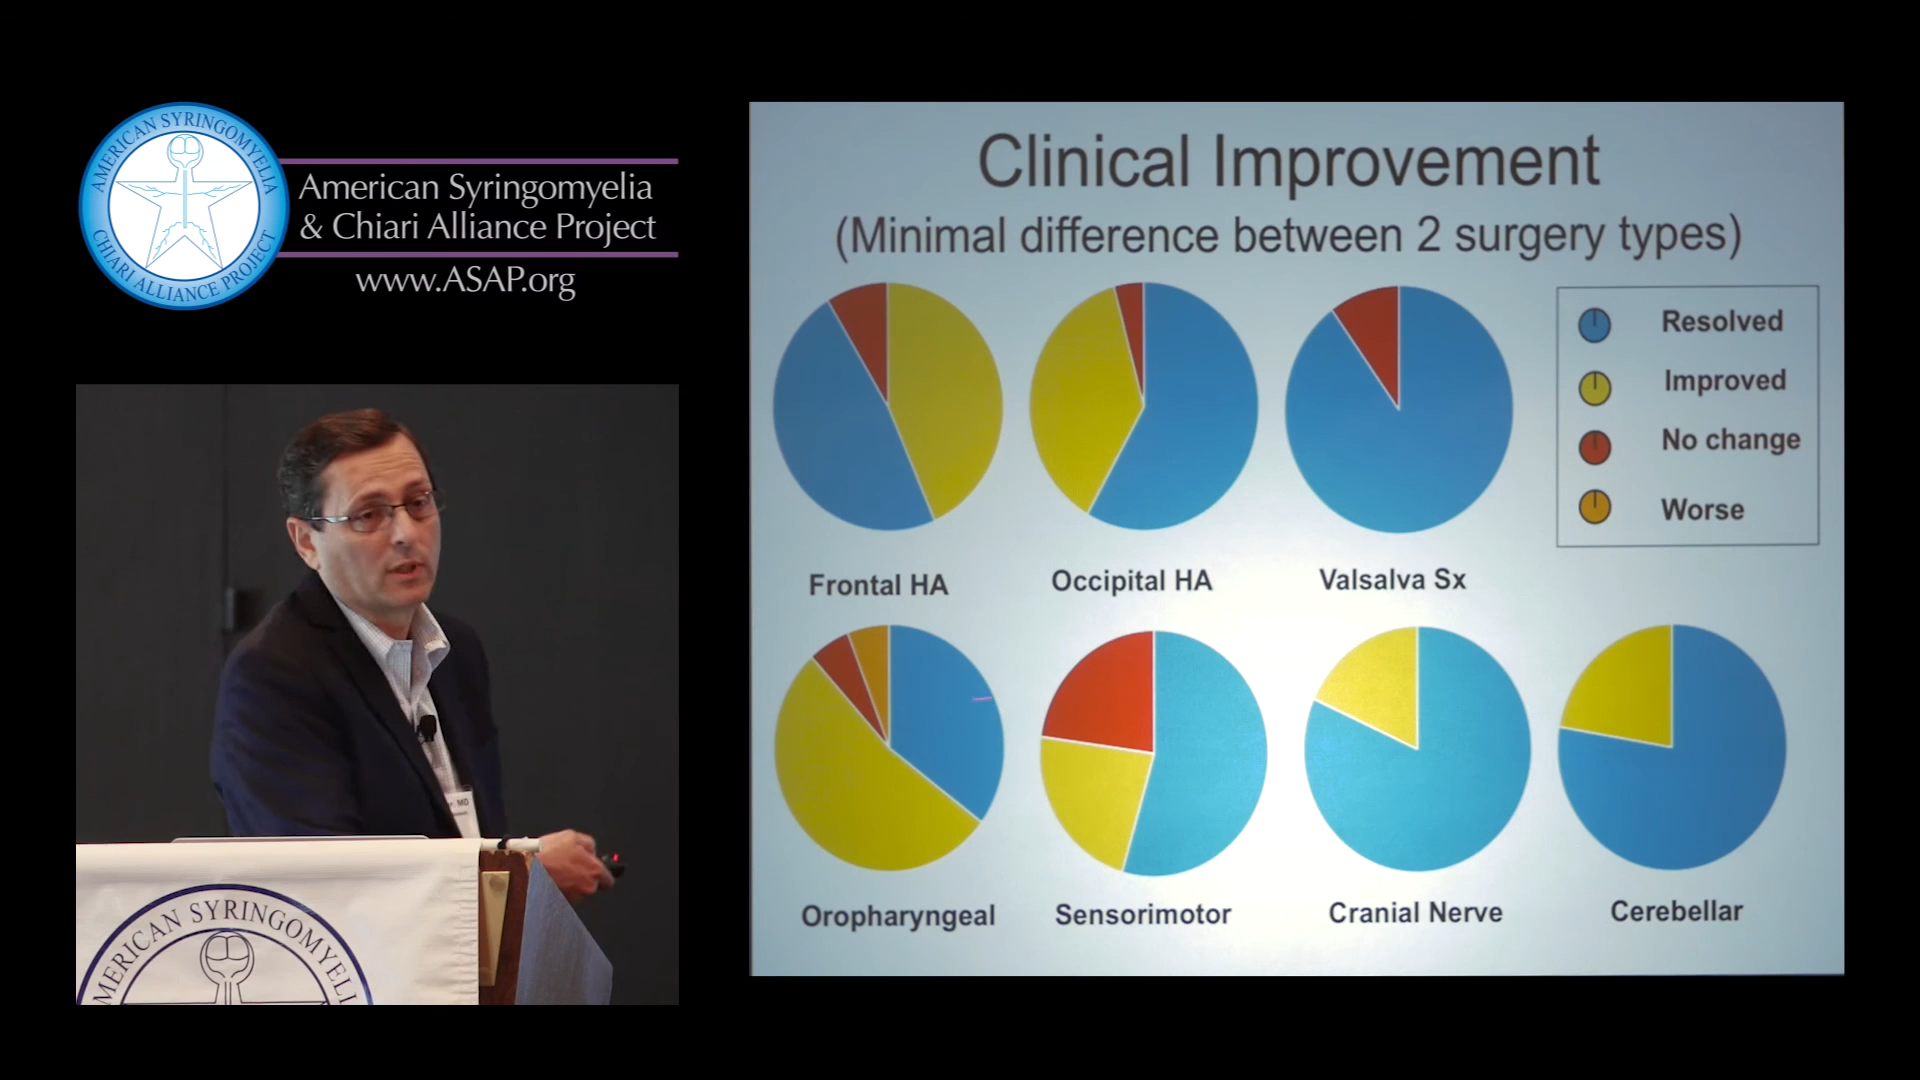 AMERICAN SYRINGOMYELIA
CHIARI ALLIANCE PROJECT
American Syringomyelia
& Chiari Alliance Project
www.ASAP.org
Clinical Improvement
(Minimal difference between 2 surgery types)
Resolved
Improved
No change
Worse
Frontal HA
Occipital HA
Valsalva Sx
Oropharyngeal
Sensorimotor
Cranial Nerve
Cerebellar
MD
MERICAN SYRINGOMYELI